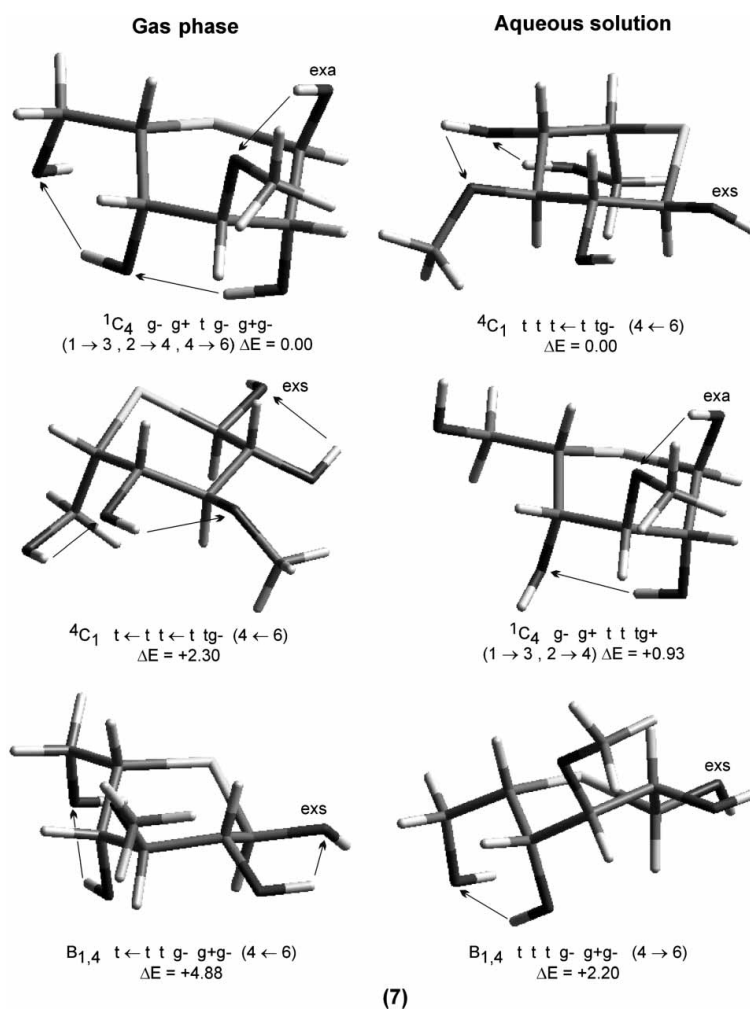 Gas phase
Aqueous solution
exa
exs
¹C₄ g- g+ t g- g+g-
(1 → 3 , 2 → 4 , 4 → 6) ΔE = 0.00
⁴C₁ t t t ← t tg- (4 ← 6)
ΔE = 0.00
exs
exa
⁴C₁ t ← t t ← t tg- (4 ← 6)
ΔE = +2.30
¹C₄ g- g+ t t tg+
(1 → 3 , 2 → 4) ΔE = +0.93
exs
exs
B₁,₄ t ← t t g- g+g- (4 ← 6)
ΔE = +4.88
B₁,₄ t t t g- g+g- (4 → 6)
ΔE = +2.20
(7)